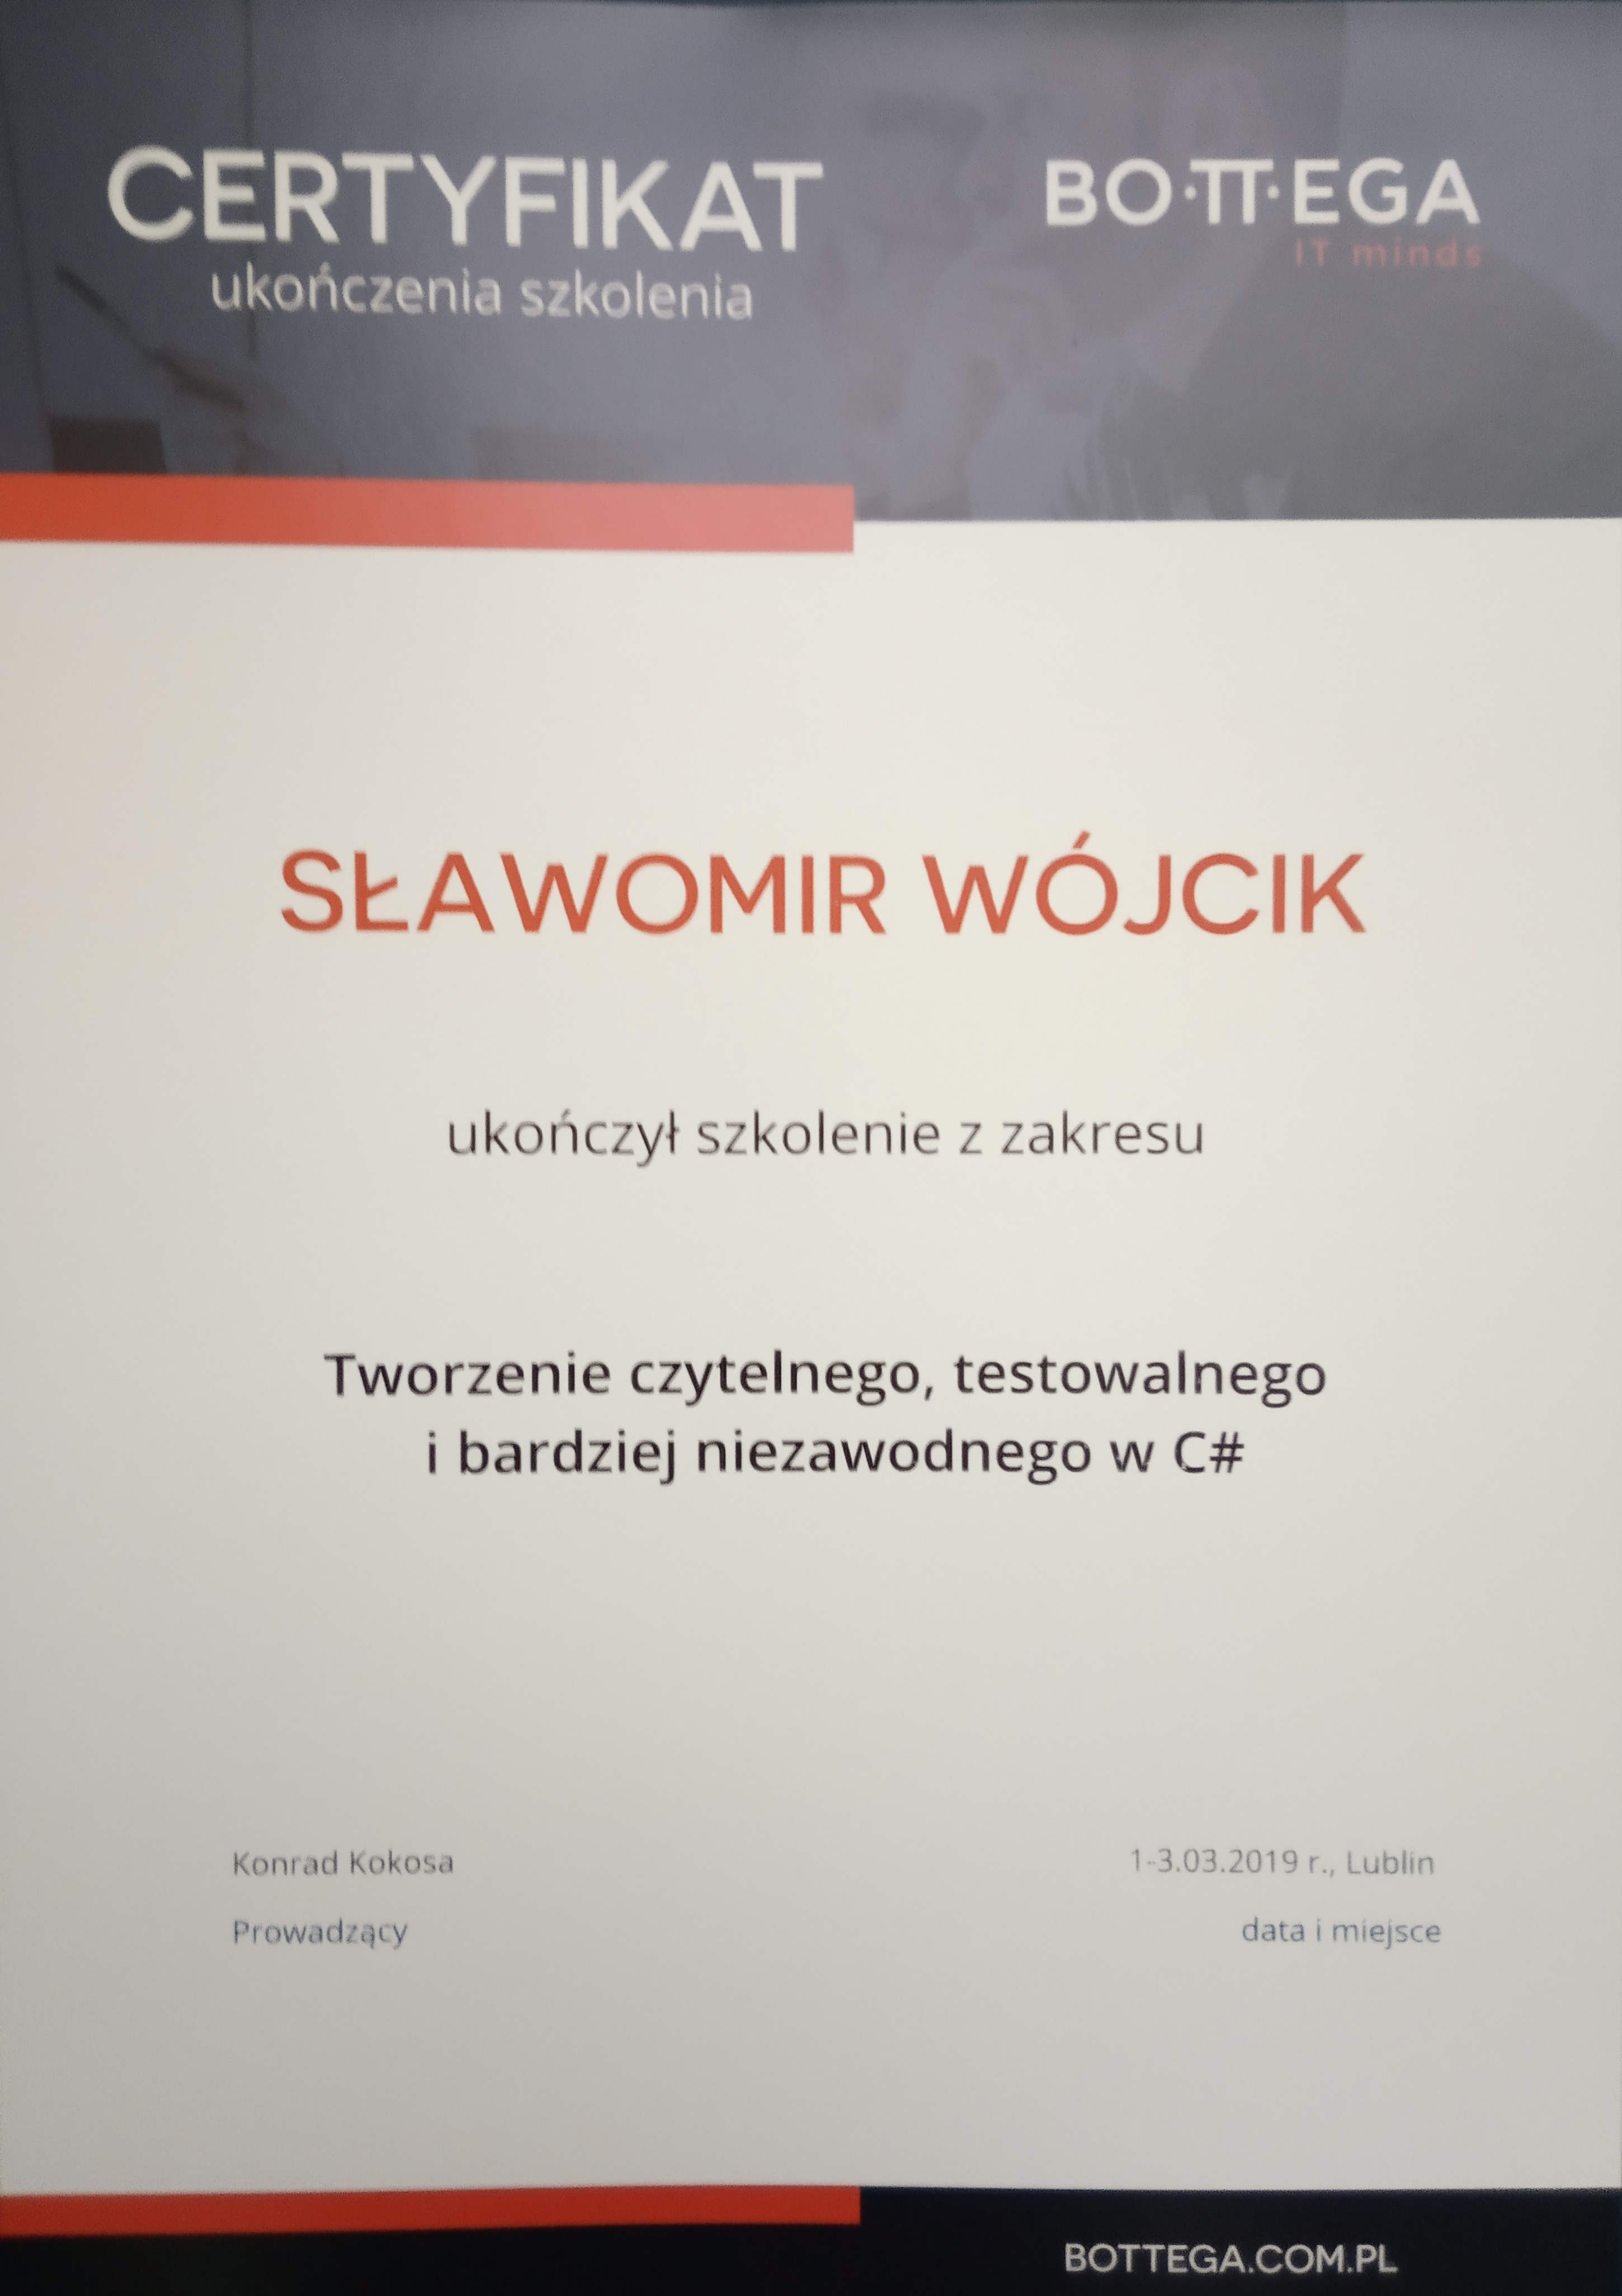 CERTYFIKAT
ukończenia szkolenia
BO·TT·EGA
IT minds
SŁAWOMIR WÓJCIK
ukończył szkolenie z zakresu
Tworzenie czytelnego, testowalnego
i bardziej niezawodnego w C#
Konrad Kokosa
Prowadzący
1-3.03.2019 r., Lublin
data i miejsce
BOTTEGA.COM.PL